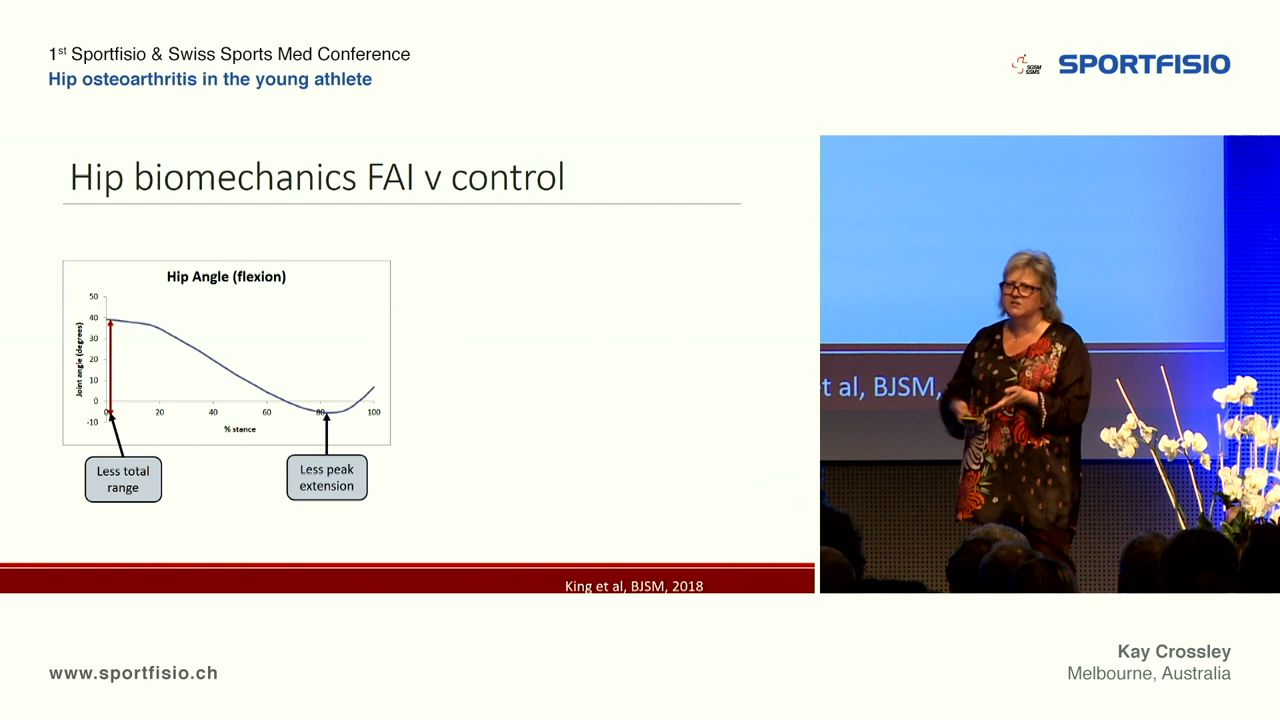 1st Sportfisio & Swiss Sports Med Conference
Hip osteoarthritis in the young athlete
SGSM
SSMS
SPORTFISIO
Hip biomechanics FAI v control
Hip Angle (flexion)
Joint angle (degrees)
50
40
30
20
10
0
-10
0
20
40
60
80
100
% stance
Less total
range
Less peak
extension
King et al, BJSM, 2018
t al, BJSM,
www.sportfisio.ch
Kay Crossley
Melbourne, Australia